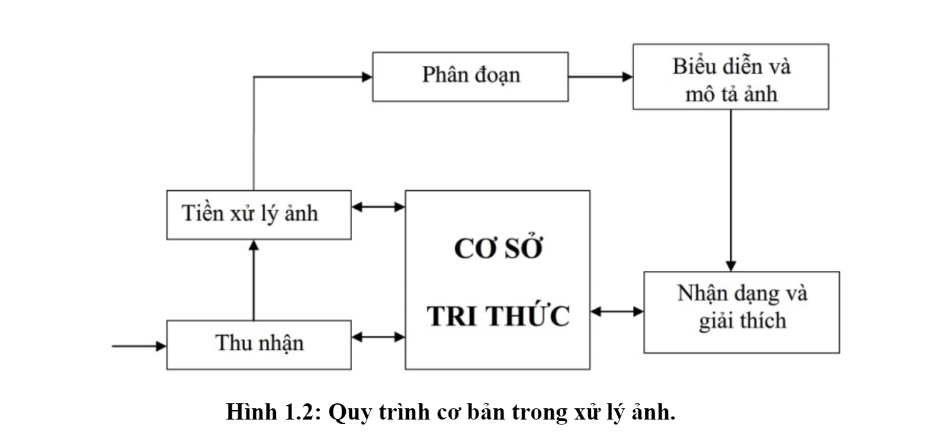 Phân đoạn
Biểu diễn và
mô tả ảnh
Tiền xử lý ảnh
CƠ SỞ
TRI THỨC
Nhận dạng và
giải thích
Thu nhận
Hình 1.2: Quy trình cơ bản trong xử lý ảnh.